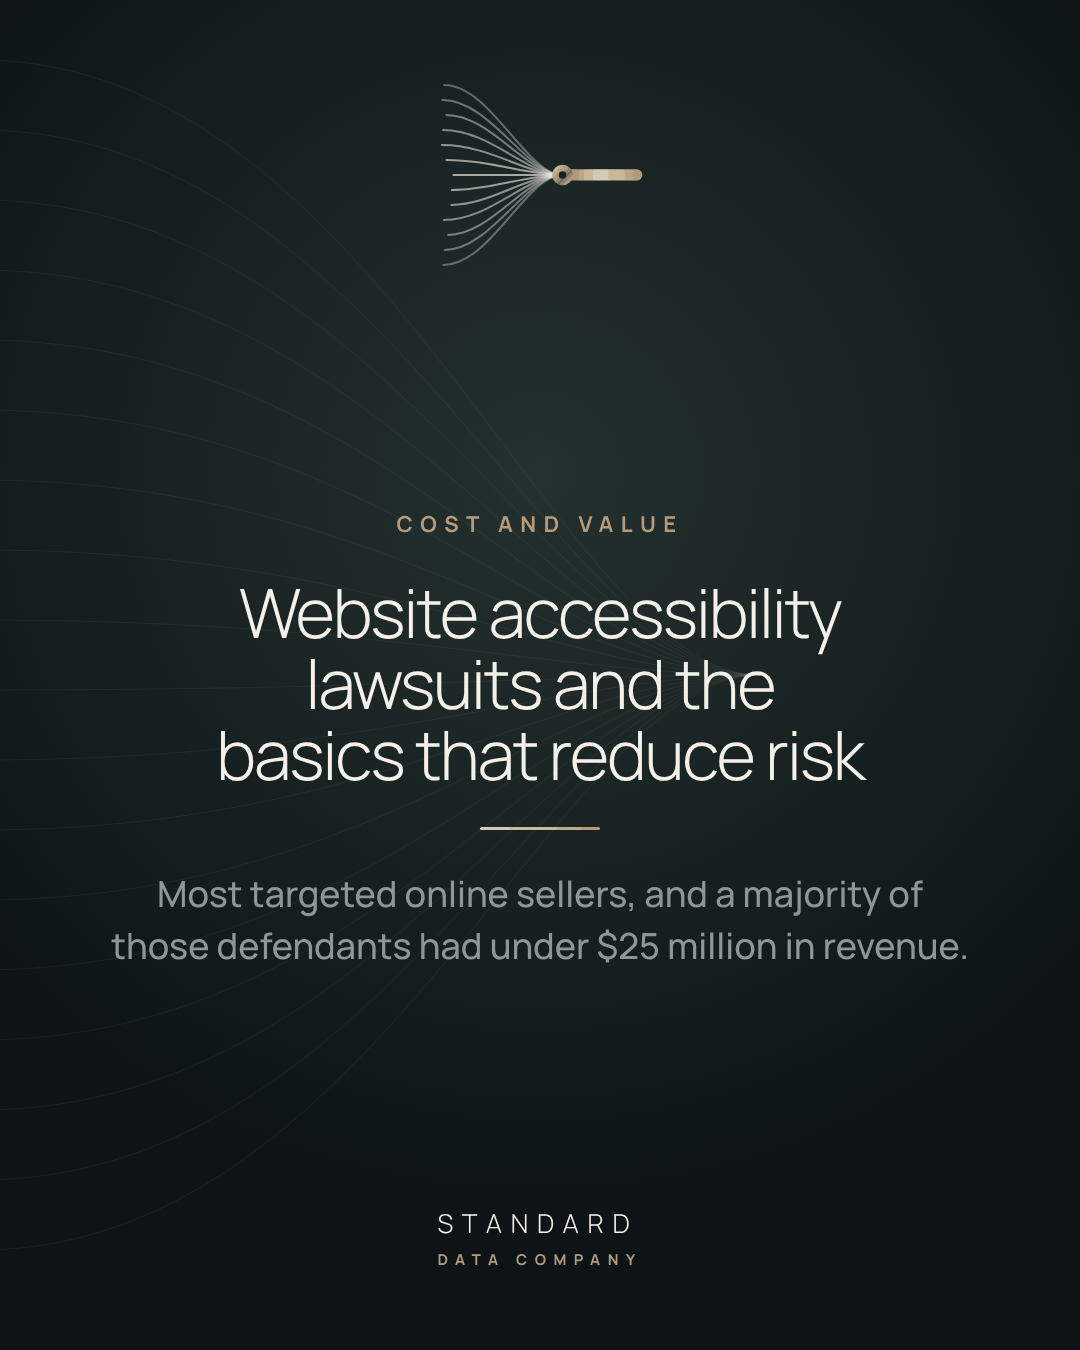 COST AND VALUE
Website accessibility
lawsuits and the
basics that reduce risk
Most targeted online sellers, and a majority of
those defendants had under $25 million in revenue.
STANDARD
DATA COMPANY